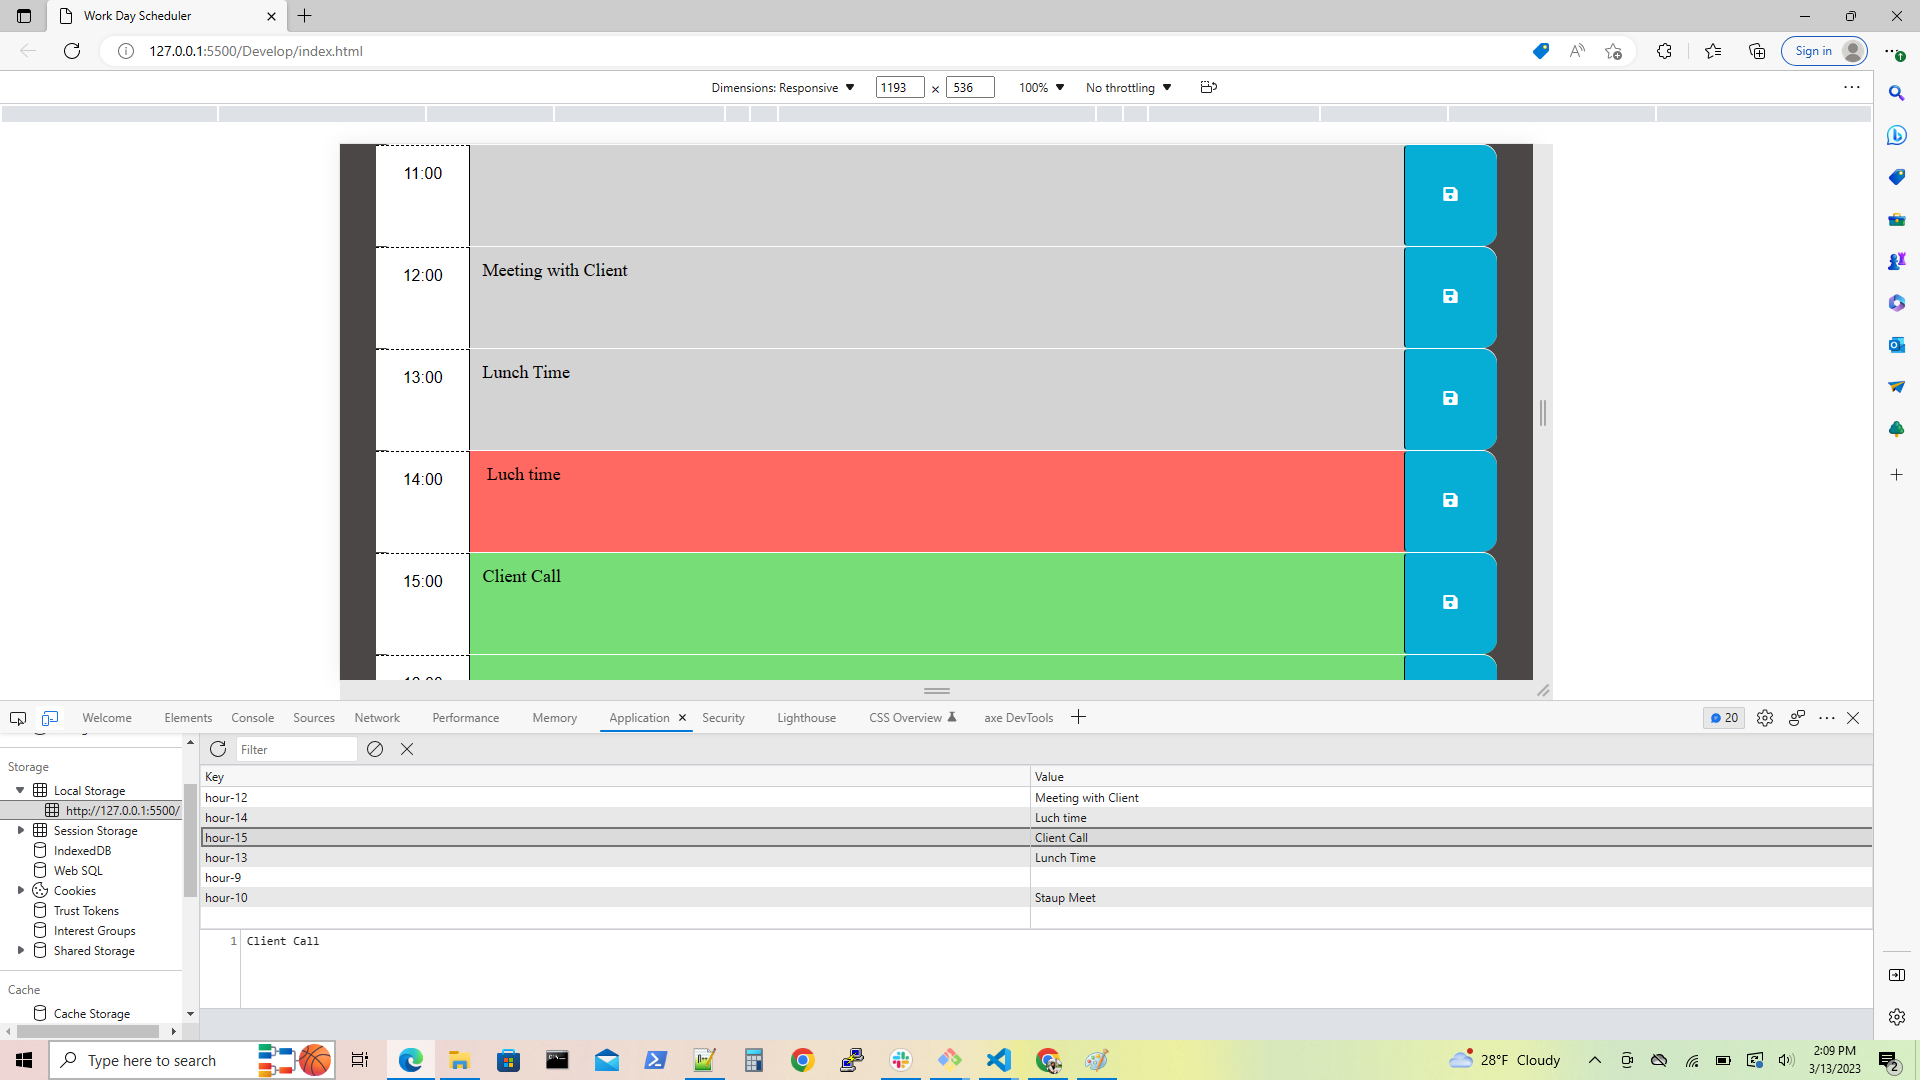 Work Day Scheduler
127.0.0.1:5500/Develop/index.html
Sign in
Dimensions: Responsive
1193 × 536
100%
No throttling
11:00
12:00 Meeting with Client
13:00 Lunch Time
14:00 Luch time
15:00 Client Call
Welcome Elements Console Sources Network Performance Memory Application Security Lighthouse CSS Overview axe DevTools
20
Filter
Storage
Local Storage
http://127.0.0.1:5500/
Session Storage
IndexedDB
Web SQL
Cookies
Trust Tokens
Interest Groups
Shared Storage
Cache
Cache Storage
Key Value
hour-12 Meeting with Client
hour-14 Luch time
hour-15 Client Call
hour-13 Lunch Time
hour-9
hour-10 Staup Meet
1 Client Call
Type here to search
28°F Cloudy
2:09 PM
3/13/2023
2